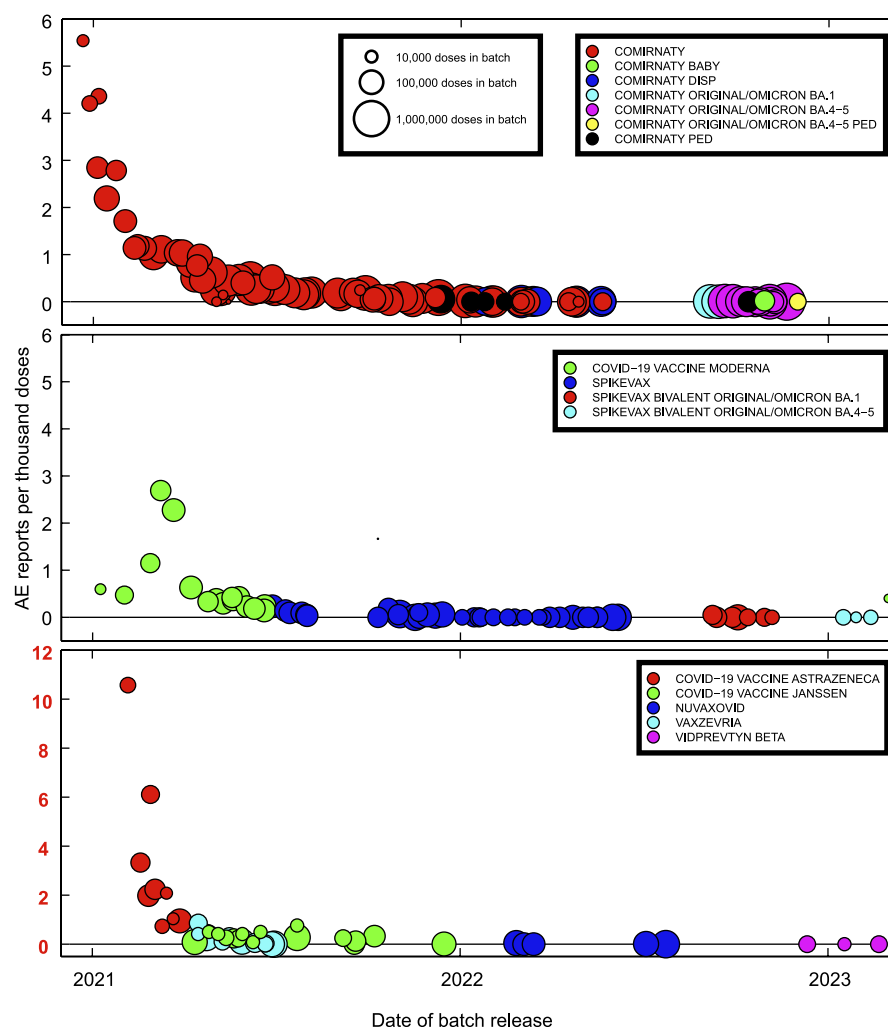 6
5
4
3
2
1
0
10,000 doses in batch
100,000 doses in batch
1,000,000 doses in batch
COMIRNATY
COMIRNATY BABY
COMIRNATY DISP
COMIRNATY ORIGINAL/OMICRON BA.1
COMIRNATY ORIGINAL/OMICRON BA.4−5
COMIRNATY ORIGINAL/OMICRON BA.4−5 PED
COMIRNATY PED
AE reports per thousand doses
6
5
4
3
2
1
0
COVID−19 VACCINE MODERNA
SPIKEVAX
SPIKEVAX BIVALENT ORIGINAL/OMICRON BA.1
SPIKEVAX BIVALENT ORIGINAL/OMICRON BA.4−5
12
10
8
6
4
2
0
COVID−19 VACCINE ASTRAZENECA
COVID−19 VACCINE JANSSEN
NUVAXOVID
VAXZEVRIA
VIDPREVTYN BETA
2021 2022 2023
Date of batch release